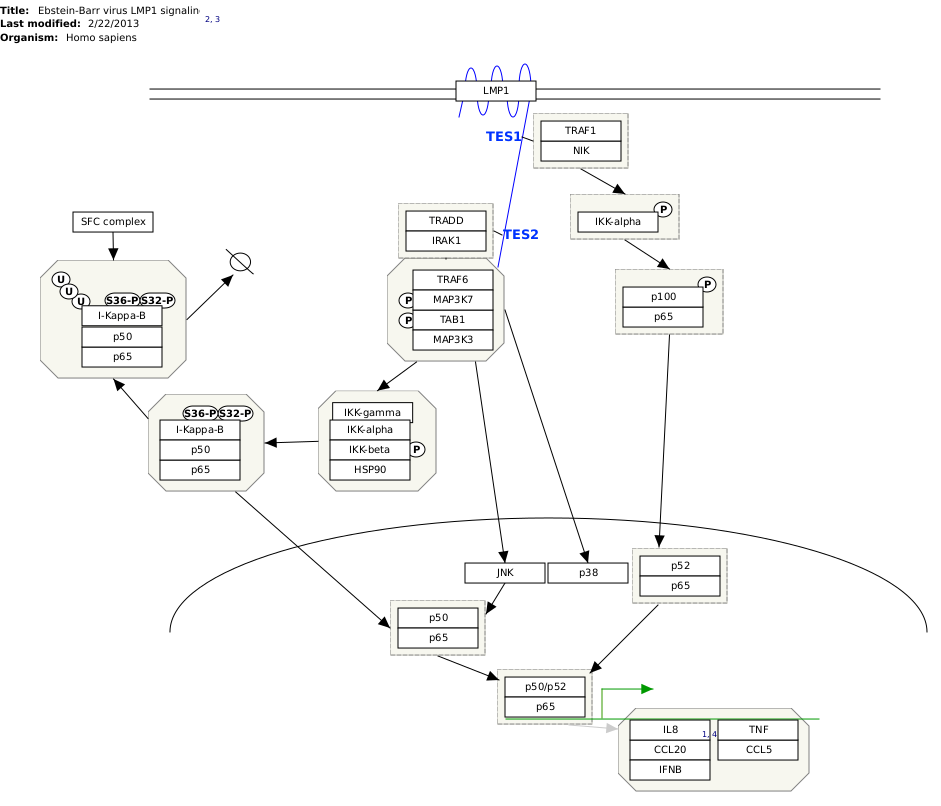 Title: Ebstein-Barr virus LMP1 signalin
2, 3
Last modified: 2/22/2013
Organism: Homo sapiens
LMP1
TES1
TRAF1
NIK
IKK-alpha
P
p100
P
p65
TRADD
IRAK1
TES2
TRAF6
P
MAP3K7
P
TAB1
MAP3K3
SFC complex
U
U
U
S36-P
S32-P
I-Kappa-B
p50
p65
S36-P
S32-P
I-Kappa-B
p50
p65
IKK-gamma
IKK-alpha
IKK-beta
P
HSP90
JNK
p38
p52
p65
p50
p65
p50/p52
p65
IL8
1, 4
TNF
CCL20
CCL5
IFNB